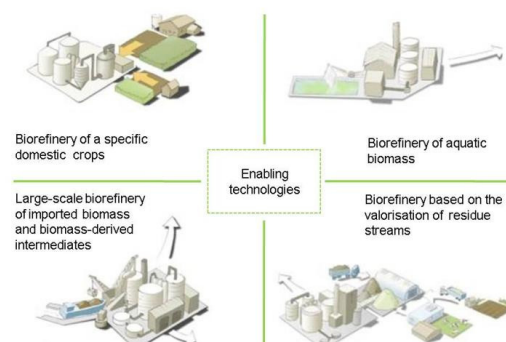 Biorefinery of a specific
domestic crops
Biorefinery of aquatic
biomass
Enabling
technologies
Large-scale biorefinery
of imported biomass
and biomass-derived
intermediates
Biorefinery based on the
valorisation of residue
streams